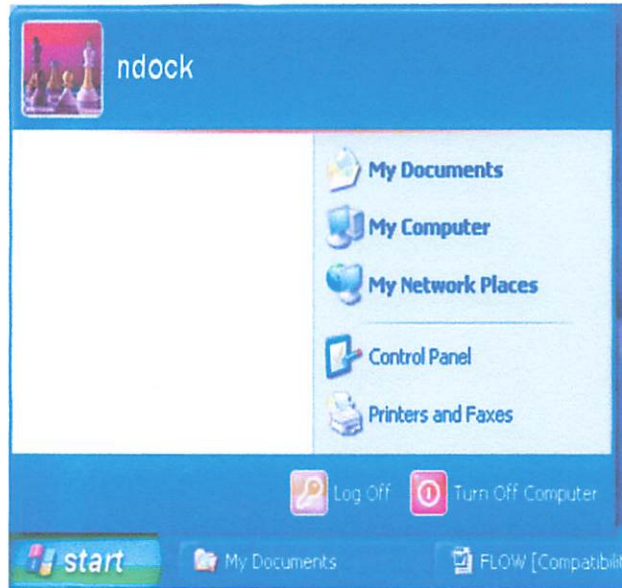 ndock
My Documents
My Computer
My Network Places
Control Panel
Printers and Faxes
Log Off Turn Off Computer
start My Documents FLOW [Compatibilit